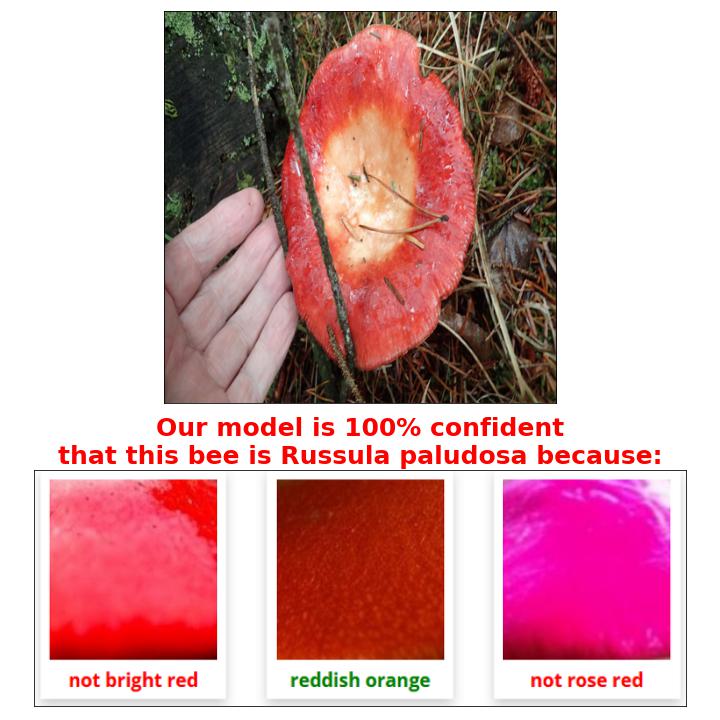 Our model is 100% confident
that this bee is Russula paludosa because:
not bright red
reddish orange
not rose red